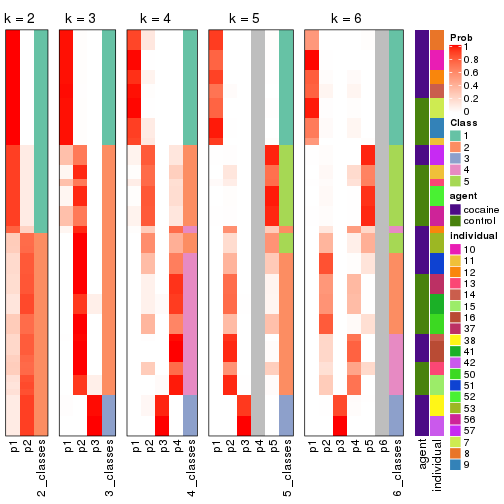 k = 2
k = 3
k = 4
k = 5
k = 6
p1
p2
2_classes
p1
p2
p3
3_classes
p1
p2
p3
p4
4_classes
p1
p2
p3
p4
p5
5_classes
p1
p2
p3
p4
p5
p6
6_classes
agent
individual
Prob
1
0.8
0.6
0.4
0.2
0
Class
1
2
3
4
5
agent
cocaine
control
individual
10
11
12
13
14
15
16
37
38
41
42
50
51
52
53
56
57
7
8
9